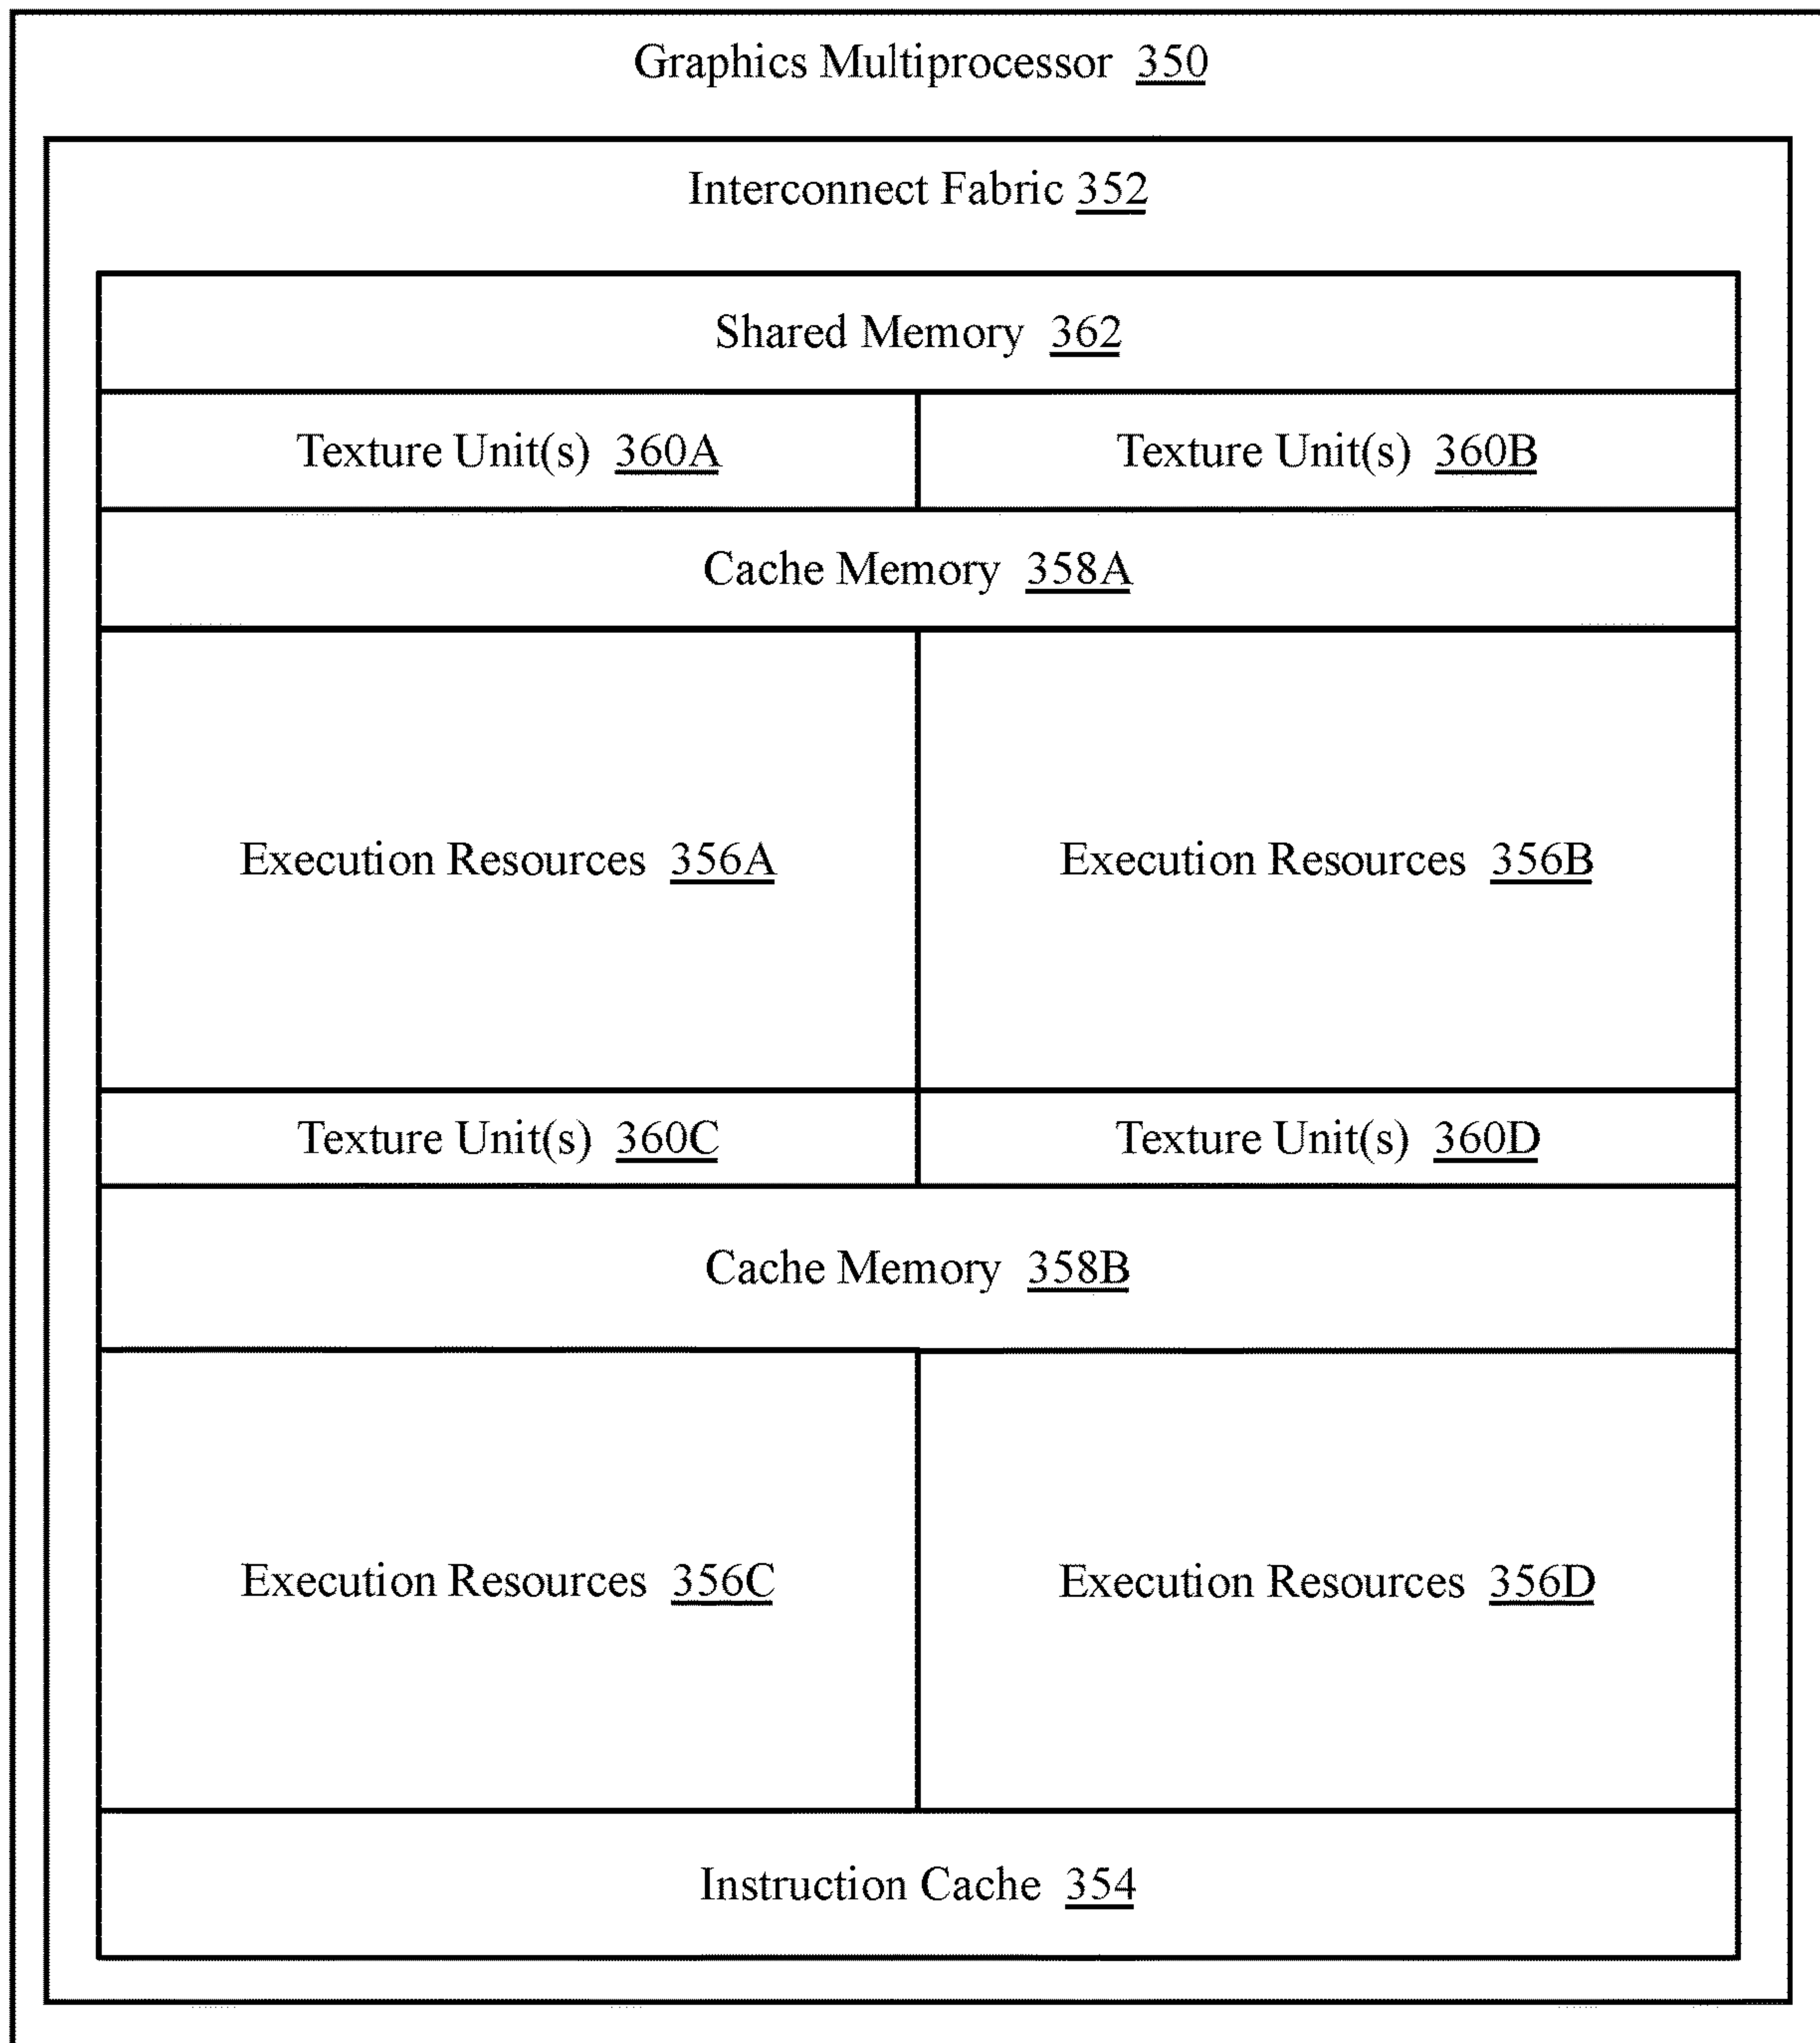 Graphics Multiprocessor 350
Interconnect Fabric 352
Shared Memory 362
Texture Unit(s) 360A
Texture Unit(s) 360B
Cache Memory 358A
Execution Resources 356A
Execution Resources 356B
Texture Unit(s) 360C
Texture Unit(s) 360D
Cache Memory 358B
Execution Resources 356C
Execution Resources 356D
Instruction Cache 354